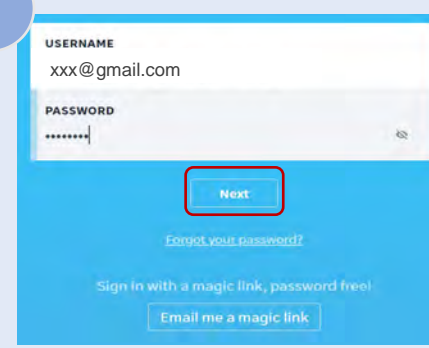 USERNAME
xxx@gmail.com
PASSWORD
••••••••
Next
Forgot your password?
Sign in with a magic link, password free!
Email me a magic link